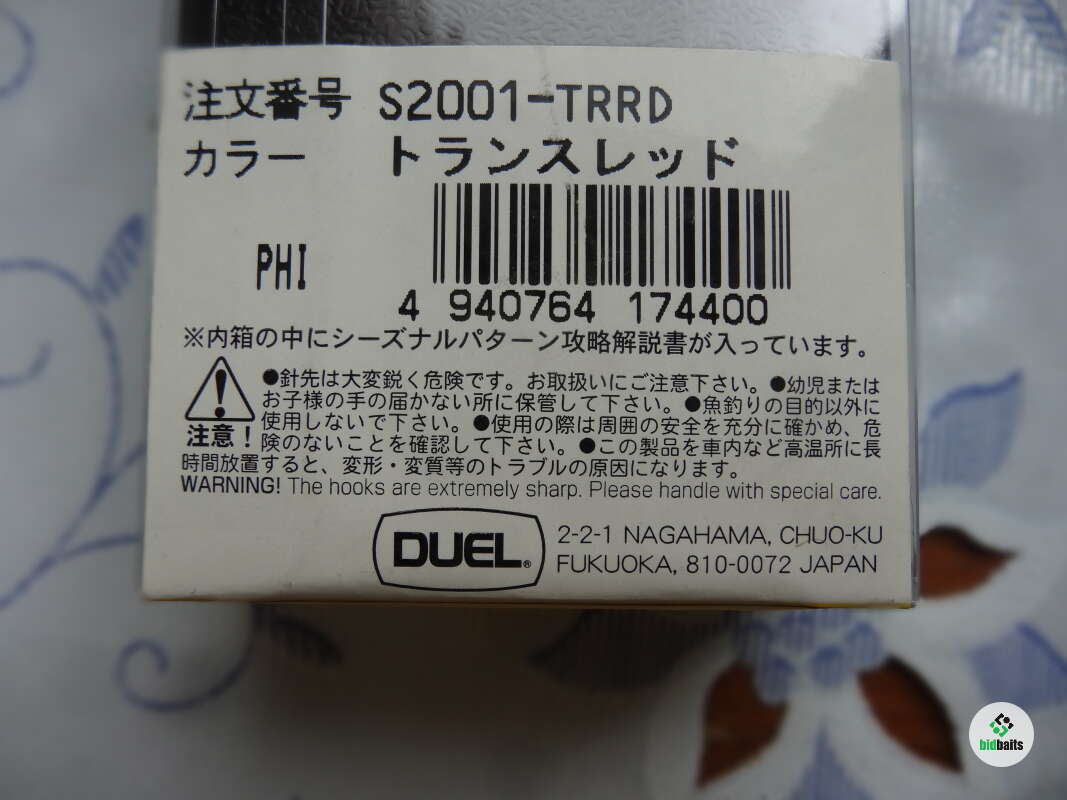 注文番号 S2001-TRRD
カラー トランスレッド
PHI
4 940764 174400
※内箱の中にシーズナルパターン攻略解説書が入っています。
●針先は大変鋭く危険です。お取扱いにご注意下さい。●幼児または
お子様の手の届かない所に保管して下さい。●魚釣りの目的以外に
使用しないで下さい。●使用の際は周囲の安全を充分に確かめ、危
注意！険のないことを確認して下さい。●この製品を車内など高温所に長
時間放置すると、変形・変質等のトラブルの原因になります。
WARNING! The hooks are extremely sharp. Please handle with special care.
DUEL® 2-2-1 NAGAHAMA, CHUO-KU
FUKUOKA, 810-0072 JAPAN
bidbaits